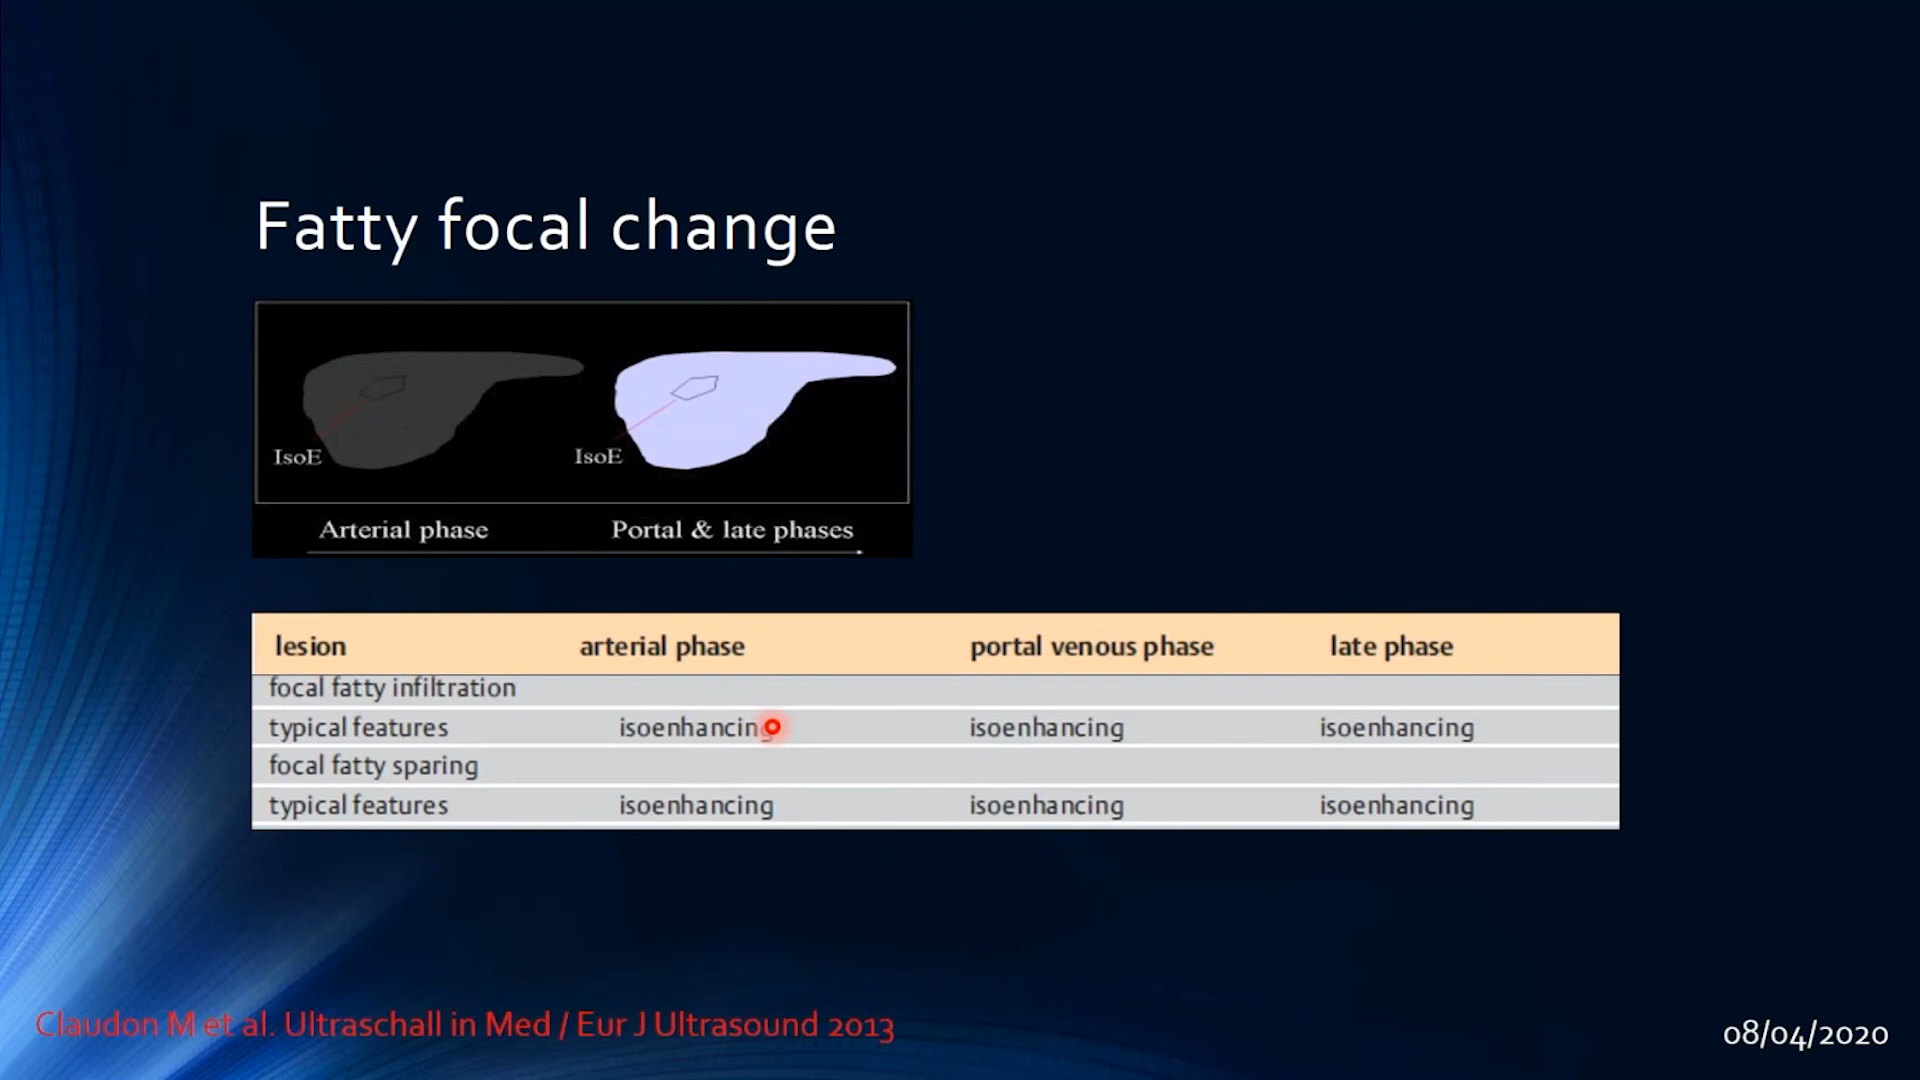 Fatty focal change
IsoE IsoE
Arterial phase Portal & late phases
lesion arterial phase portal venous phase late phase
focal fatty infiltration
typical features isoenhancing isoenhancing isoenhancing
focal fatty sparing
typical features isoenhancing isoenhancing isoenhancing
Claudon M et al. Ultraschall in Med / Eur J Ultrasound 2013
08/04/2020